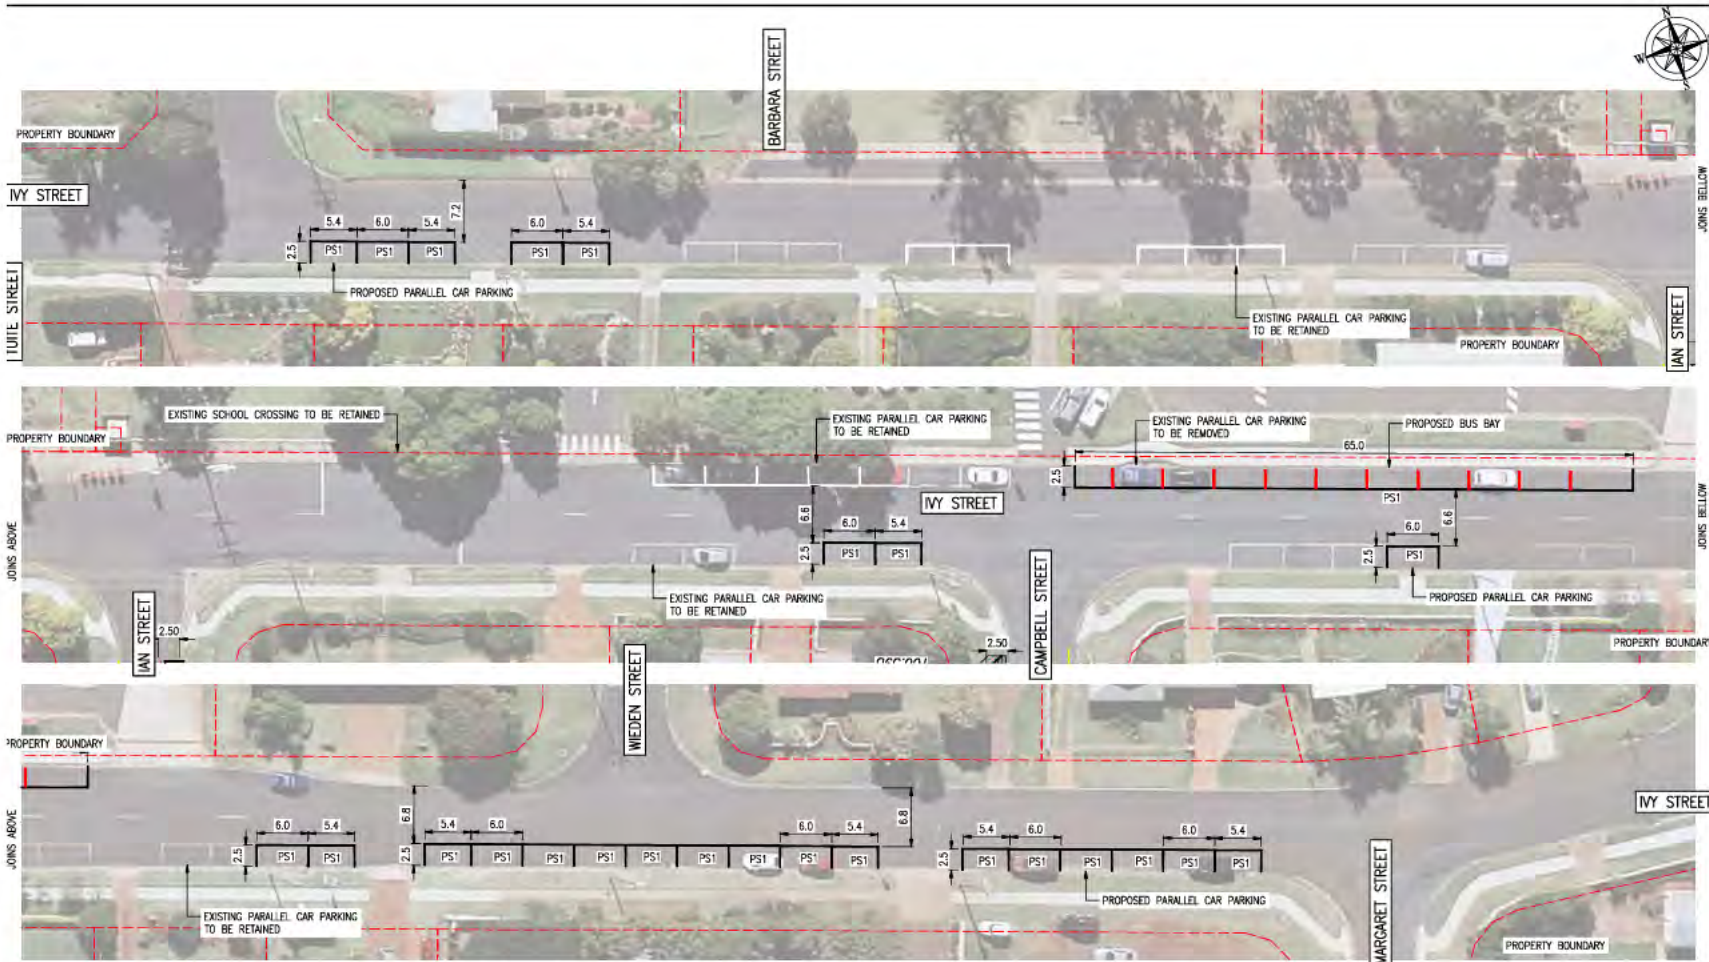 BARBARA STREET
N
W
S
PROPERTY BOUNDARY
IVY STREET
JOINS BELLOW
7.2
5.4
6.0
5.4
6.0
5.4
2.5
PS1
PS1
PS1
PS1
PS1
PROPOSED PARALLEL CAR PARKING
TUITE STREET
EXISTING PARALLEL CAR PARKING
TO BE RETAINED
PROPERTY BOUNDARY
IAN STREET
EXISTING SCHOOL CROSSING TO BE RETAINED
EXISTING PARALLEL CAR PARKING
TO BE RETAINED
EXISTING PARALLEL CAR PARKING
TO BE REMOVED
PROPOSED BUS BAY
PROPERTY BOUNDARY
65.0
2.5
PS1
IVY STREET
6.6
6.6
JOINS ABOVE
JOINS BELLOW
6.0
5.4
6.0
2.5
PS1
PS1
2.5
PS1
EXISTING PARALLEL CAR PARKING
TO BE RETAINED
PROPOSED PARALLEL CAR PARKING
IAN STREET
2.50
2.50
CAMPBELL STREET
PROPERTY BOUNDARY
WIEDEN STREET
PROPERTY BOUNDARY
IVY STREET
JOINS ABOVE
6.8
6.8
6.0
5.4
5.4
6.0
6.0
5.4
5.4
6.0
6.0
5.4
2.5
PS1
PS1
2.5
PS1
PS1
PS1
PS1
PS1
PS1
PS1
PS1
PS1
2.5
PS1
PS1
PS1
PS1
PS1
PS1
EXISTING PARALLEL CAR PARKING
TO BE RETAINED
PROPOSED PARALLEL CAR PARKING
MARGARET STREET
PROPERTY BOUNDARY